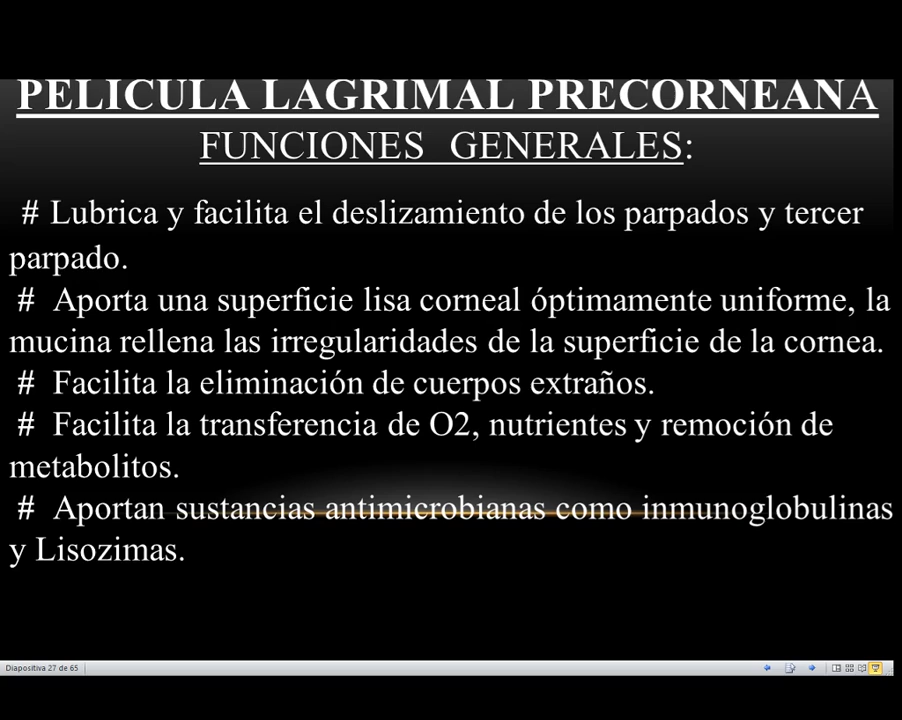 PELICULA LAGRIMAL PRECORNEANA
FUNCIONES GENERALES:
# Lubrica y facilita el deslizamiento de los parpados y tercer
parpado.
# Aporta una superficie lisa corneal óptimamente uniforme, la
mucina rellena las irregularidades de la superficie de la cornea.
# Facilita la eliminación de cuerpos extraños.
# Facilita la transferencia de O2, nutrientes y remoción de
metabolitos.
# Aportan sustancias antimicrobianas como inmunoglobulinas
y Lisozimas.
Diapositiva 27 de 65